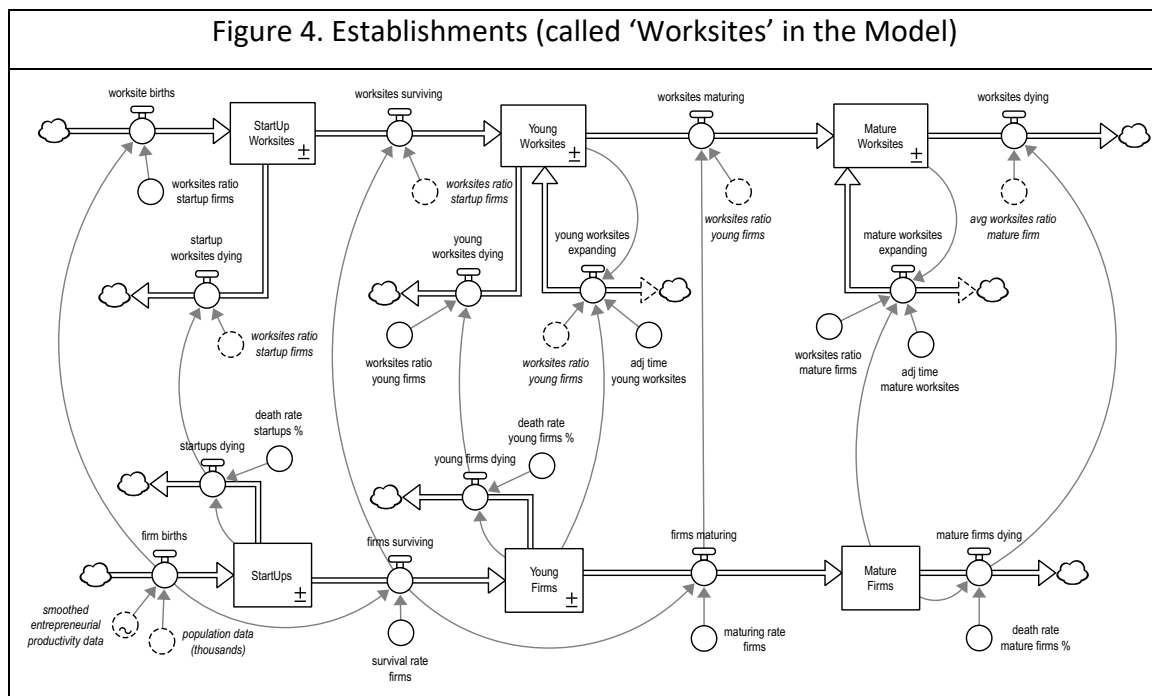 Figure 4. Establishments (called ‘Worksites’ in the Model)
worksite births
StartUp
Worksites
worksites surviving
Young
Worksites
worksites maturing
Mature
Worksites
worksites dying
worksites ratio
startup firms
worksites ratio
startup firms
worksites ratio
young firms
avg worksites ratio
mature firm
startup
worksites dying
young
worksites dying
young worksites
expanding
mature worksites
expanding
worksites ratio
startup firms
worksites ratio
young firms
worksites ratio
young firms
adj time
young worksites
worksites ratio
mature firms
adj time
mature worksites
startups dying
death rate
startups %
young firms dying
death rate
young firms %
firm births
StartUps
firms surviving
Young
Firms
firms maturing
Mature
Firms
mature firms dying
smoothed
entrepreneurial
productivity data
population data
(thousands)
survival rate
firms
maturing rate
firms
death rate
mature firms %